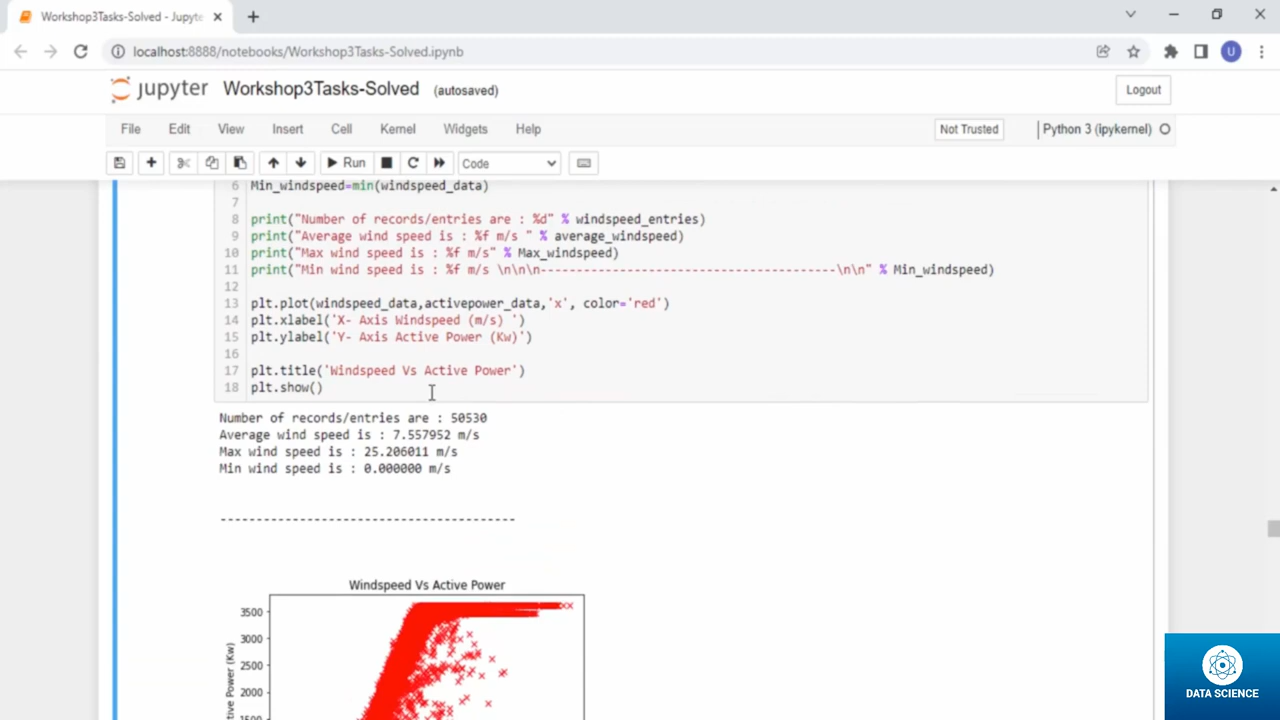 Workshop3Tasks-Solved - Jupyte
localhost:8888/notebooks/Workshop3Tasks-Solved.ipynb
U
jupyter Workshop3Tasks-Solved (autosaved)
Logout
File Edit View Insert Cell Kernel Widgets Help
Not Trusted
Python 3 (ipykernel)
Run
Code
6 Min_windspeed=min(windspeed_data)
7
8 print("Number of records/entries are : %d" % windspeed_entries)
9 print("Average wind speed is : %f m/s " % average_windspeed)
10 print("Max wind speed is : %f m/s" % Max_windspeed)
11 print("Min wind speed is : %f m/s \n\n\n-----------------------------------------\n\n" % Min_windspeed)
12
13 plt.plot(windspeed_data,activepower_data,'x', color='red')
14 plt.xlabel('X- Axis Windspeed (m/s) ')
15 plt.ylabel('Y- Axis Active Power (Kw)')
16
17 plt.title('Windspeed Vs Active Power')
18 plt.show()
Number of records/entries are : 50530
Average wind speed is : 7.557952 m/s
Max wind speed is : 25.206011 m/s
Min wind speed is : 0.000000 m/s
-----------------------------------------
Windspeed Vs Active Power
3500
3000
2500
2000
1500
tive Power (Kw)
DATA SCIENCE